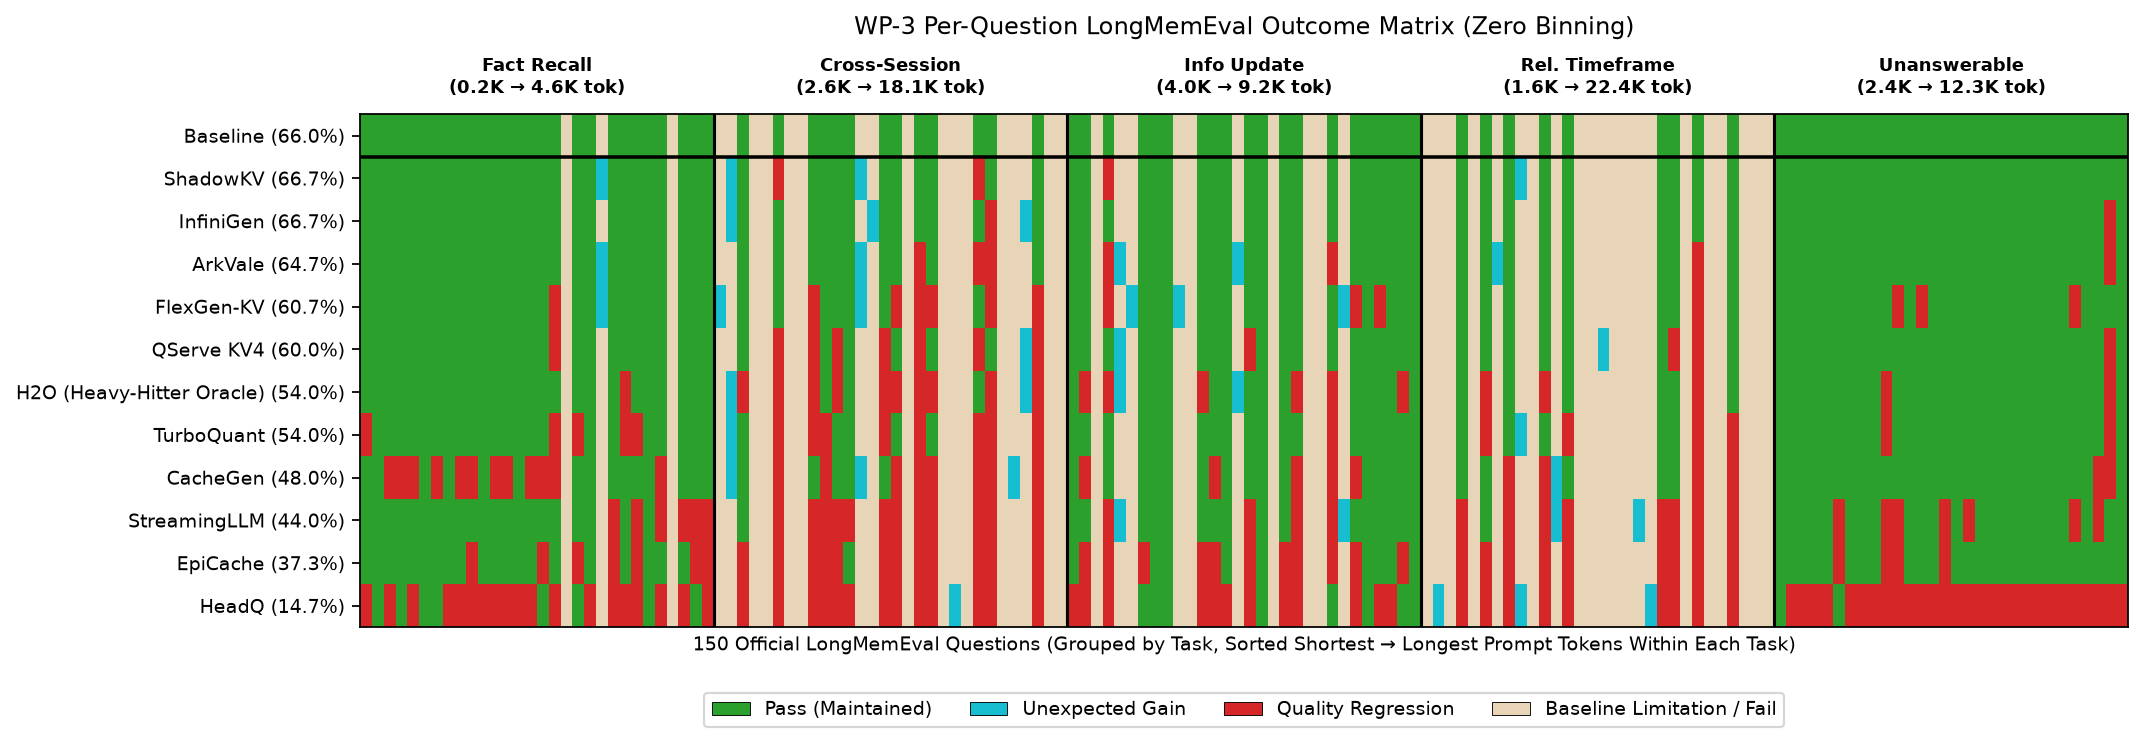 WP-3 Per-Question LongMemEval Outcome Matrix (Zero Binning)
Fact Recall
(0.2K → 4.6K tok)
Cross-Session
(2.6K → 18.1K tok)
Info Update
(4.0K → 9.2K tok)
Rel. Timeframe
(1.6K → 22.4K tok)
Unanswerable
(2.4K → 12.3K tok)
Baseline (66.0%)
ShadowKV (66.7%)
InfiniGen (66.7%)
ArkVale (64.7%)
FlexGen-KV (60.7%)
QServe KV4 (60.0%)
H2O (Heavy-Hitter Oracle) (54.0%)
TurboQuant (54.0%)
CacheGen (48.0%)
StreamingLLM (44.0%)
EpiCache (37.3%)
HeadQ (14.7%)
150 Official LongMemEval Questions (Grouped by Task, Sorted Shortest → Longest Prompt Tokens Within Each Task)
Pass (Maintained)
Unexpected Gain
Quality Regression
Baseline Limitation / Fail